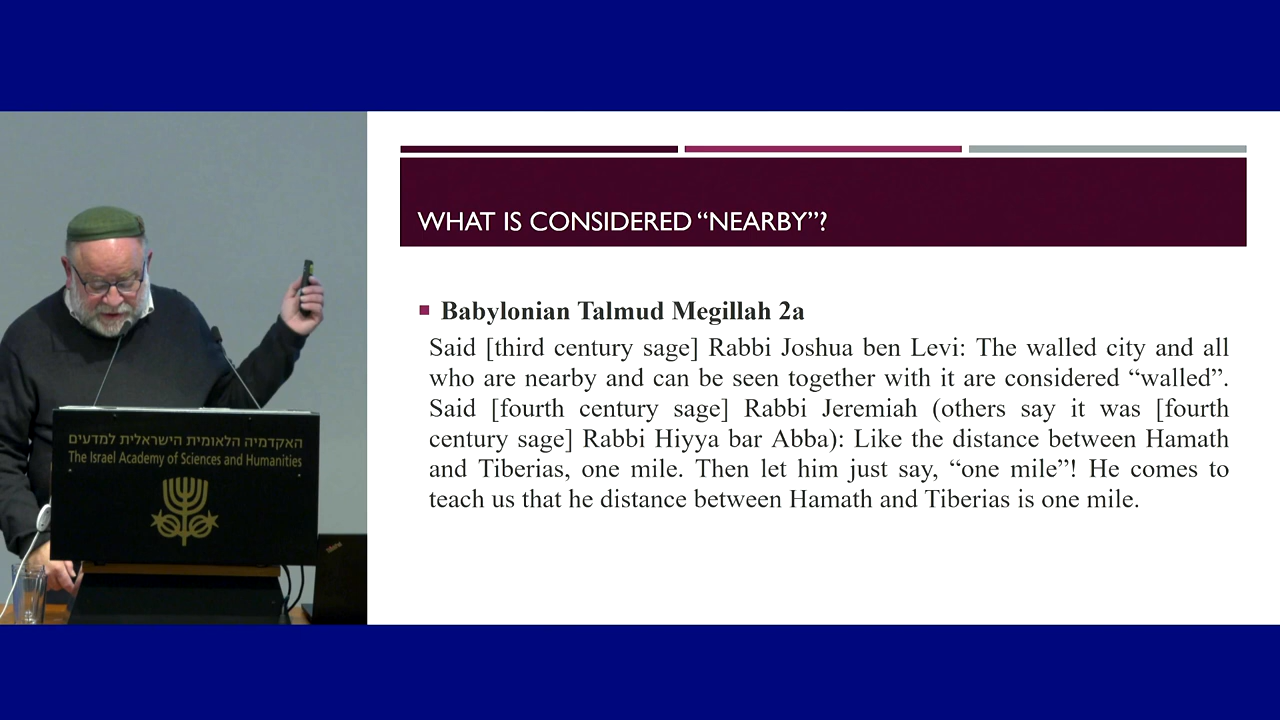 WHAT IS CONSIDERED “NEARBY”?
Babylonian Talmud Megillah 2a
Said [third century sage] Rabbi Joshua ben Levi: The walled city and all
who are nearby and can be seen together with it are considered “walled”.
Said [fourth century sage] Rabbi Jeremiah (others say it was [fourth
century sage] Rabbi Hiyya bar Abba): Like the distance between Hamath
and Tiberias, one mile. Then let him just say, “one mile”! He comes to
teach us that he distance between Hamath and Tiberias is one mile.
האקדמיה הלאומית הישראלית למדעים
The Israel Academy of Sciences and Humanities